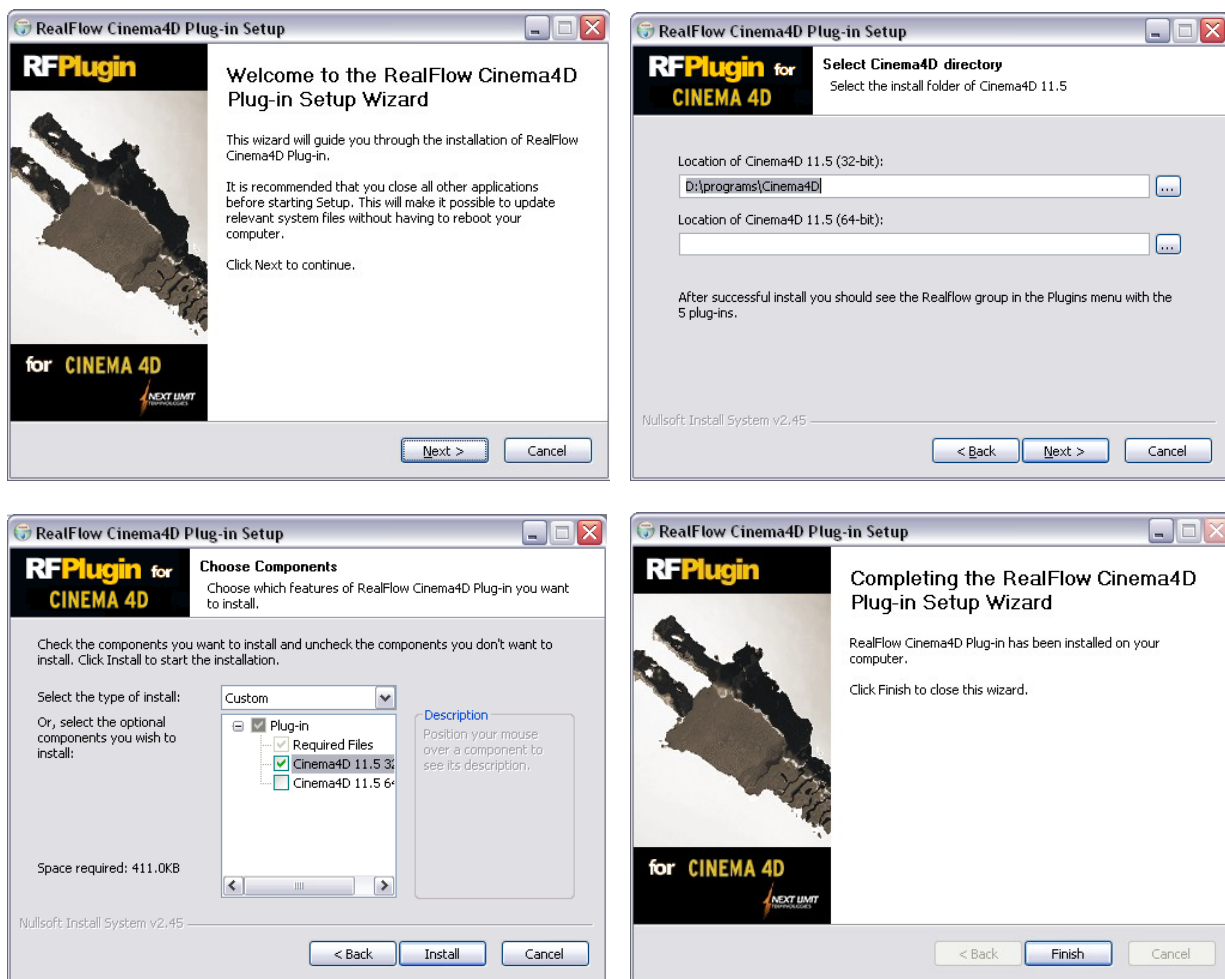 RealFlow Cinema4D Plug-in Setup
RFPlugin
Welcome to the RealFlow Cinema4D
Plug-in Setup Wizard
This wizard will guide you through the installation of RealFlow
Cinema4D Plug-in.
It is recommended that you close all other applications
before starting Setup. This will make it possible to update
relevant system files without having to reboot your
computer.
Click Next to continue.
for CINEMA 4D
NEXT LIMIT
TECHNOLOGIES
Next >
Cancel
RealFlow Cinema4D Plug-in Setup
RFPlugin for
CINEMA 4D
Select Cinema4D directory
Select the install folder of Cinema4D 11.5
Location of Cinema4D 11.5 (32-bit):
D:\programs\Cinema4D
...
Location of Cinema4D 11.5 (64-bit):
...
After successful install you should see the Realflow group in the Plugins menu with the
5 plug-ins.
Nullsoft Install System v2.45
< Back
Next >
Cancel
RealFlow Cinema4D Plug-in Setup
RFPlugin for
CINEMA 4D
Choose Components
Choose which features of RealFlow Cinema4D Plug-in you want
to install.
Check the components you want to install and uncheck the components you don't want to
install. Click Install to start the installation.
Select the type of install:
Custom
Or, select the optional
components you wish to
install:
Plug-in
Required Files
Cinema4D 11.5 32
Cinema4D 11.5 64
Description
Position your mouse
over a component to
see its description.
Space required: 411.0KB
Nullsoft Install System v2.45
< Back
Install
Cancel
RealFlow Cinema4D Plug-in Setup
RFPlugin
Completing the RealFlow Cinema4D
Plug-in Setup Wizard
RealFlow Cinema4D Plug-in has been installed on your
computer.
Click Finish to close this wizard.
for CINEMA 4D
NEXT LIMIT
TECHNOLOGIES
< Back
Finish
Cancel